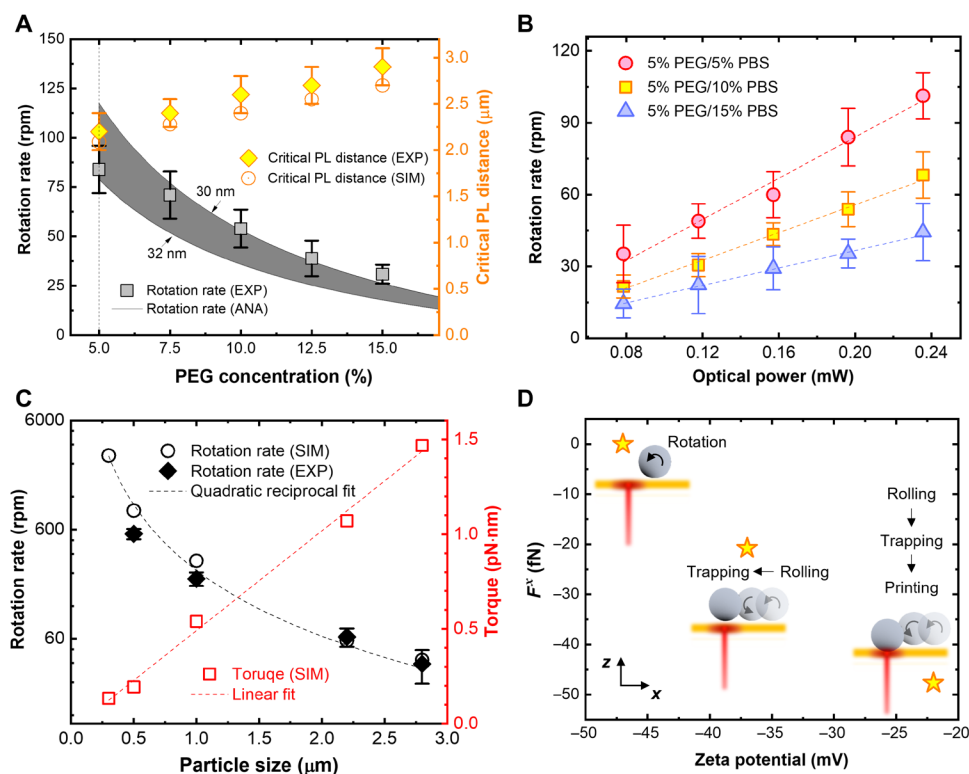 A
Rotation rate (rpm)
150
125
100
75
50
25
0
3.0
2.5
2.0
1.5
1.0
0.5
0.0
Critical PL distance (μm)
Critical PL distance (EXP)
Critical PL distance (SIM)
30 nm
32 nm
Rotation rate (EXP)
Rotation rate (ANA)
5.0 7.5 10.0 12.5 15.0
PEG concentration (%)
B
Rotation rate (rpm)
120
90
60
30
0
5% PEG/5% PBS
5% PEG/10% PBS
5% PEG/15% PBS
0.08 0.12 0.16 0.20 0.24
Optical power (mW)
C
Rotation rate (rpm)
6000
600
60
1.5
1.0
0.5
0.0
Torque (pN·nm)
Rotation rate (SIM)
Rotation rate (EXP)
Quadratic reciprocal fit
Toruqe (SIM)
Linear fit
0.0 0.5 1.0 1.5 2.0 2.5
Particle size (μm)
D
Fˣ (fN)
0
−10
−20
−30
−40
−50
Rotation
Trapping Rolling
Rolling
Trapping
Printing
z
x
−50 −45 −40 −35 −30 −25 −20
Zeta potential (mV)